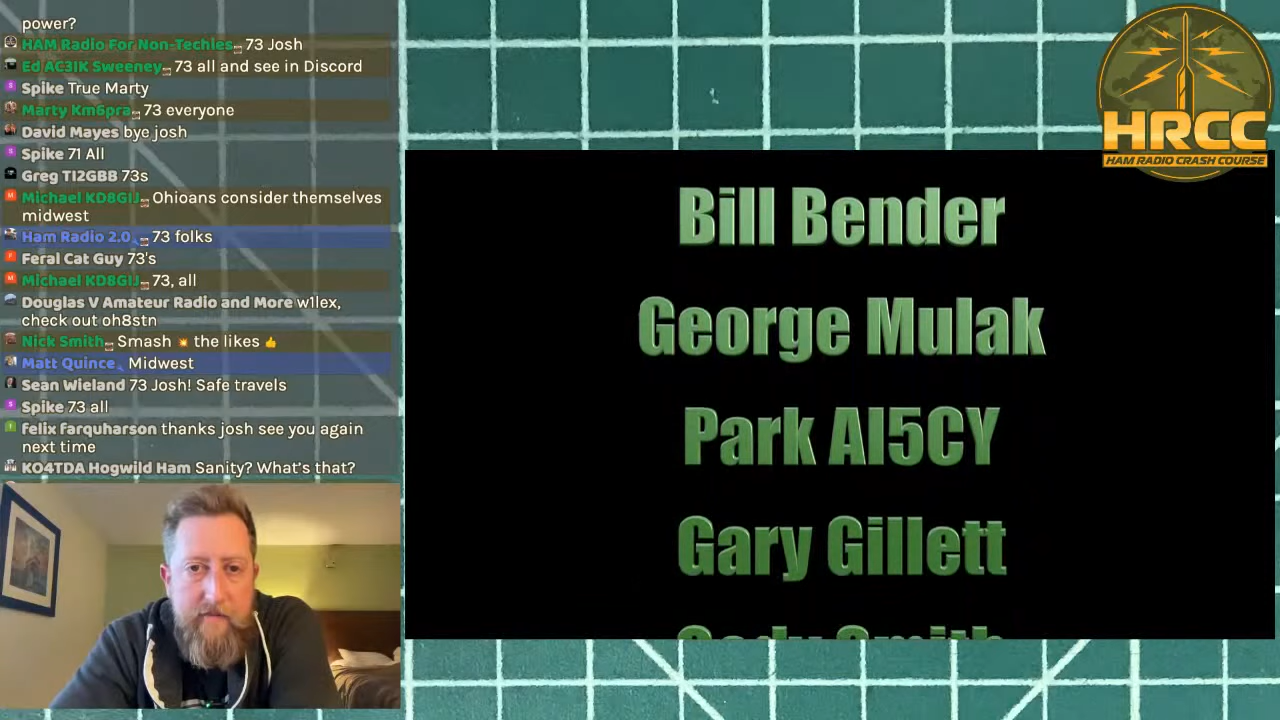 power?
HAM Radio For Non-Techies 73 Josh
Ed AC3IK Sweeney 73 all and see in Discord
Spike True Marty
Marty Km6pra 73 everyone
David Mayes bye josh
Spike 71 All
Greg TI2GBB 73s
Michael KD8GIJ Ohioans consider themselves
midwest
Ham Radio 2.0 73 folks
Feral Cat Guy 73's
Michael KD8GIJ 73, all
Douglas V Amateur Radio and More w1lex,
check out oh8stn
Nick Smith Smash 💥 the likes 👍
Matt Quince Midwest
Sean Wieland 73 Josh! Safe travels
Spike 73 all
felix farquharson thanks josh see you again
next time
KO4TDA Hogwild Ham Sanity? What's that?
HRCC
HAM RADIO CRASH COURSE
Bill Bender
George Mulak
Park AI5CY
Gary Gillett